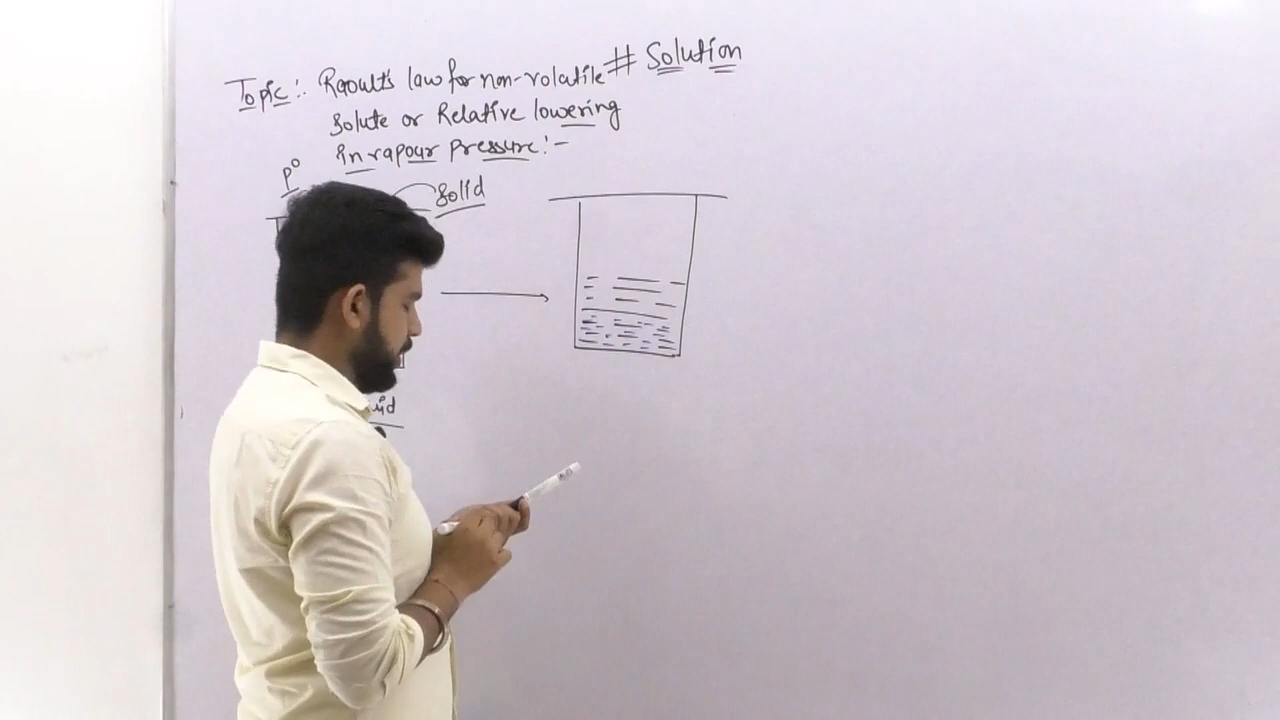 # Solution
Topic:- Raoult's law for non-volatile
Solute or Relative lowering
in vapour pressure:-
P°
Solid